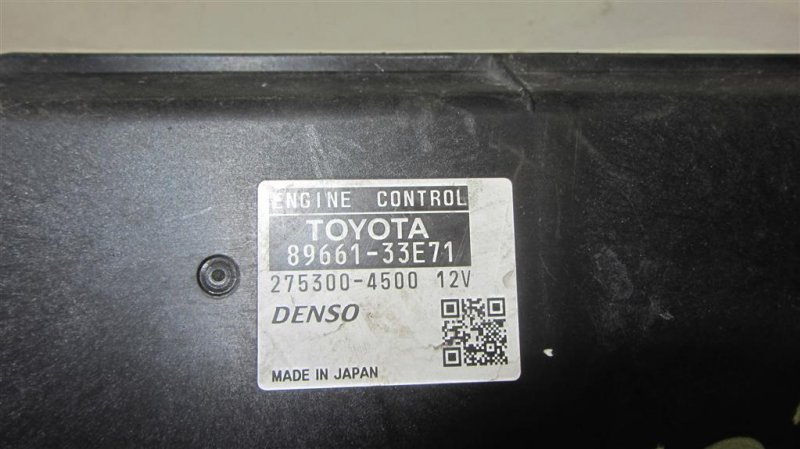 ENGINE CONTROL
TOYOTA
89661-33E71
275300-4500 12V
DENSO
MADE IN JAPAN